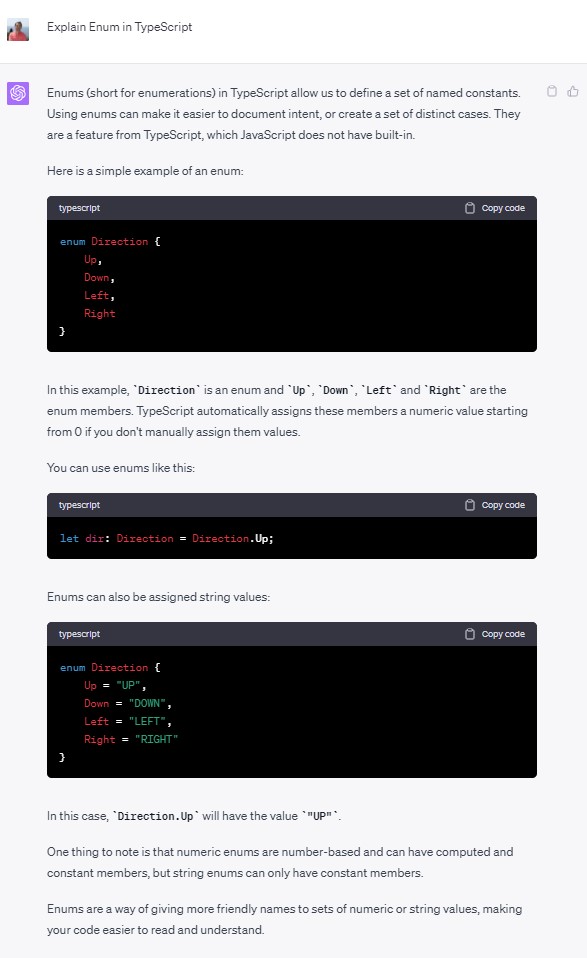 Explain Enum in TypeScript
Enums (short for enumerations) in TypeScript allow us to define a set of named constants.
Using enums can make it easier to document intent, or create a set of distinct cases. They
are a feature from TypeScript, which JavaScript does not have built-in.
Here is a simple example of an enum:
typescript Copy code
enum Direction {
    Up,
    Down,
    Left,
    Right
}
In this example, `Direction` is an enum and `Up`, `Down`, `Left` and `Right` are the
enum members. TypeScript automatically assigns these members a numeric value starting
from 0 if you don't manually assign them values.
You can use enums like this:
typescript Copy code
let dir: Direction = Direction.Up;
Enums can also be assigned string values:
typescript Copy code
enum Direction {
    Up = "UP",
    Down = "DOWN",
    Left = "LEFT",
    Right = "RIGHT"
}
In this case, `Direction.Up` will have the value `"UP"`.
One thing to note is that numeric enums are number-based and can have computed and
constant members, but string enums can only have constant members.
Enums are a way of giving more friendly names to sets of numeric or string values, making
your code easier to read and understand.